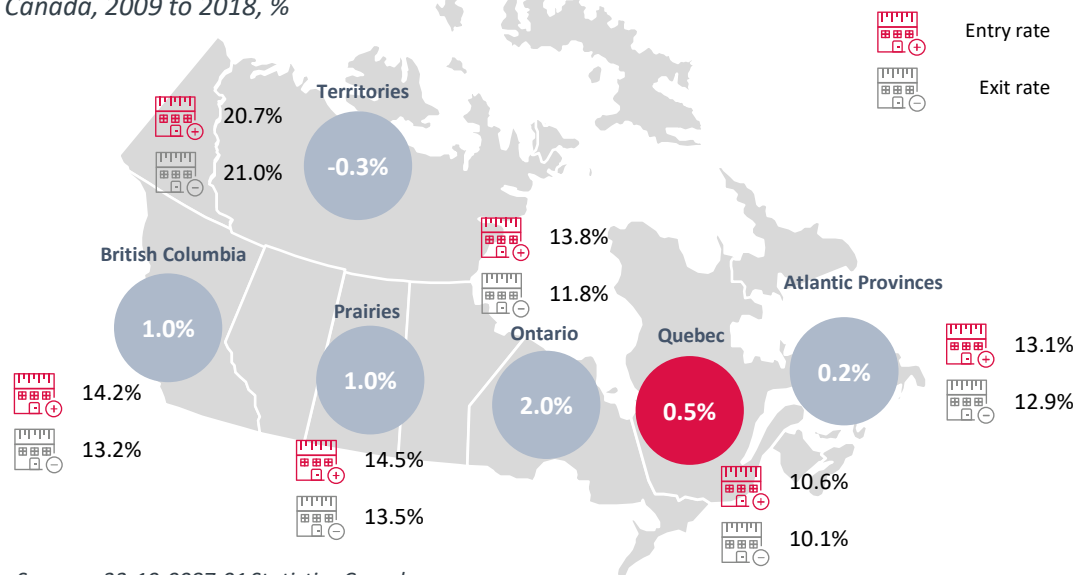 Canada, 2009 to 2018, %
Entry rate
Exit rate
Territories
20.7%
21.0%
-0.3%
13.8%
11.8%
British Columbia
1.0%
14.2%
13.2%
Prairies
1.0%
14.5%
13.5%
Ontario
2.0%
Quebec
0.5%
10.6%
10.1%
Atlantic Provinces
0.2%
13.1%
12.9%